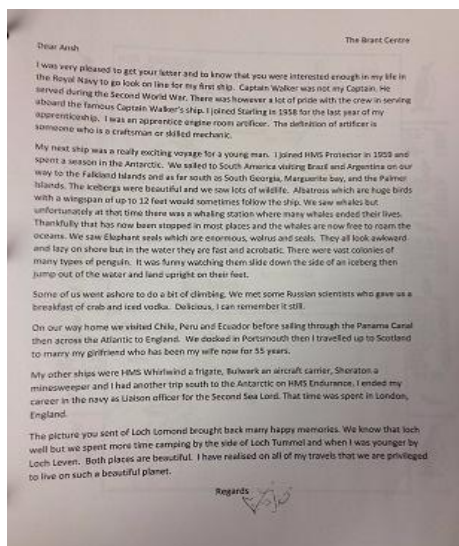 The Brant Centre
Dear Ansh
I was very pleased to get your letter and to know that you were interested enough in my life in
the Royal Navy to go look on line for my first ship. Captain Walker was not my Captain. He
served during the Second World War. There was however a lot of pride with the crew in serving
aboard the famous Captain Walker's ship. I joined Starling in 1958 for the last year of my
apprenticeship. I was an apprentice engine room artificer. The definition of artificer is
someone who is a craftsman or skilled mechanic.
My next ship was a really exciting voyage for a young man. I joined HMS Protector in 1959 and
spent a season in the Antarctic. We sailed to South America visiting Brazil and Argentina on our
way to the Falkland Islands and as far south as South Georgia, Marguerite bay, and the Palmer
Islands. The icebergs were beautiful and we saw lots of wildlife. Albatross which are huge birds
with a wingspan of up to 12 feet would sometimes follow the ship. We saw whales but
unfortunately at that time there was a whaling station where many whales ended their lives.
Thankfully that has now been stopped in most places and the whales are now free to roam the
oceans. We saw Elephant seals which are enormous, walrus and seals. They all look awkward
and lazy on shore but in the water they are fast and acrobatic. There were vast colonies of
many types of penguin. It was funny watching them slide down the side of an iceberg then
jump out of the water and land upright on their feet.
Some of us went ashore to do a bit of climbing. We met some Russian scientists who gave us a
breakfast of crab and iced vodka. Delicious, I can remember it still.
On our way home we visited Chile, Peru and Ecuador before sailing through the Panama Canal
then across the Atlantic to England. We docked in Portsmouth then I travelled up to Scotland
to marry my girlfriend who has been my wife now for 55 years.
My other ships were HMS Whirlwind a frigate, Bulwark an aircraft carrier, Shoraton a
minesweeper and I had another trip south to the Antarctic on HMS Endurance. I ended my
career in the navy as Liaison officer for the Second Sea Lord. That time was spent in London,
England.
The picture you sent of Loch Lomond brought back many happy memories. We know that loch
well but we spent more time camping by the side of Loch Tummel and when I was younger by
Loch Leven. Both places are beautiful. I have realised on all of my travels that we are privileged
to live on such a beautiful planet.
Regards